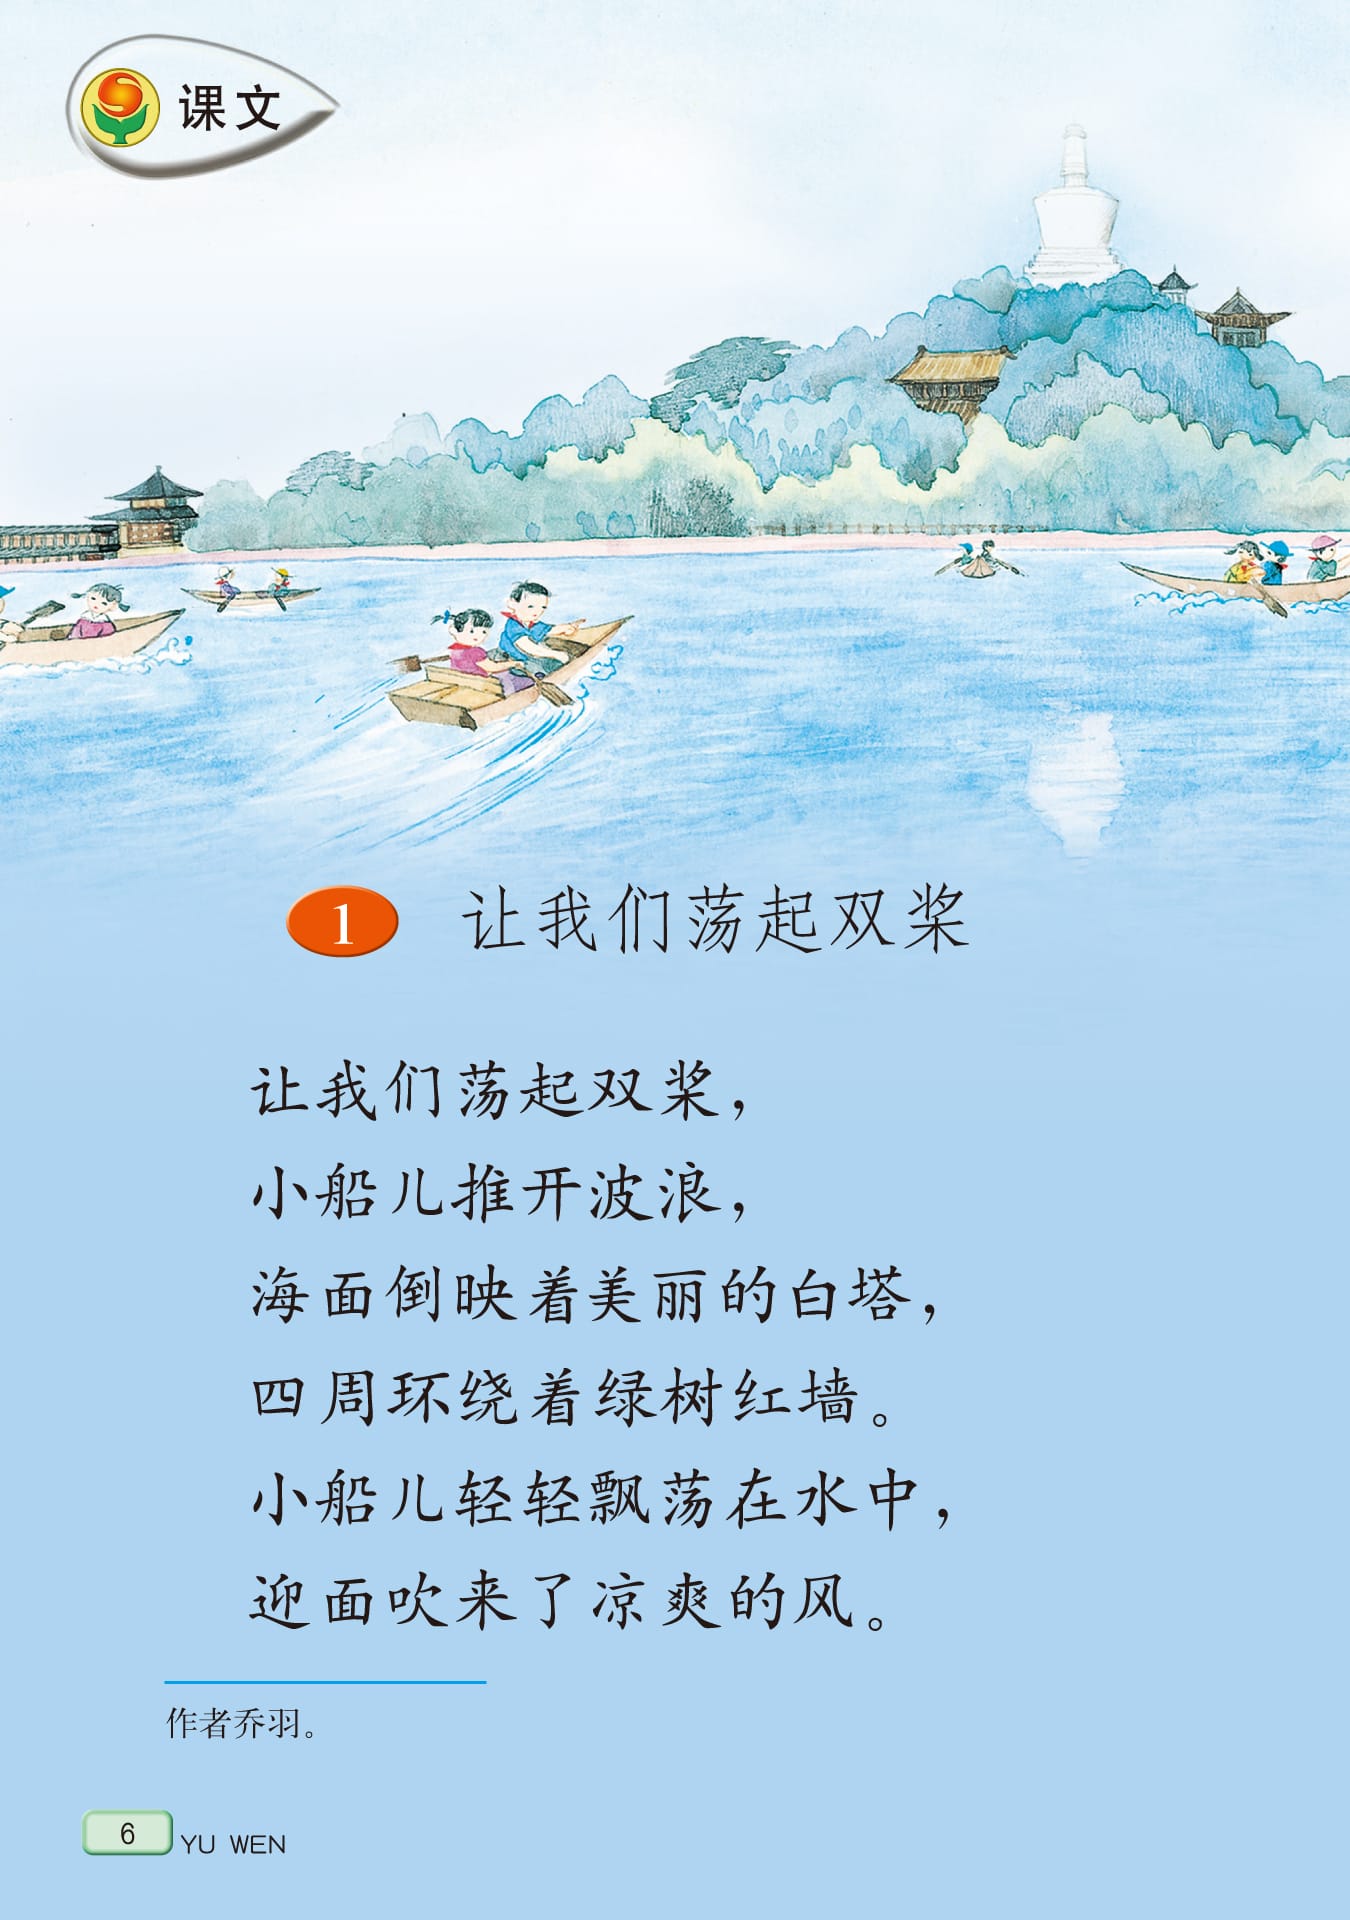 课文
1 让我们荡起双桨
让我们荡起双桨，
小船儿推开波浪，
海面倒映着美丽的白塔，
四周环绕着绿树红墙。
小船儿轻轻飘荡在水中，
迎面吹来了凉爽的风。
作者乔羽。
6 YU WEN